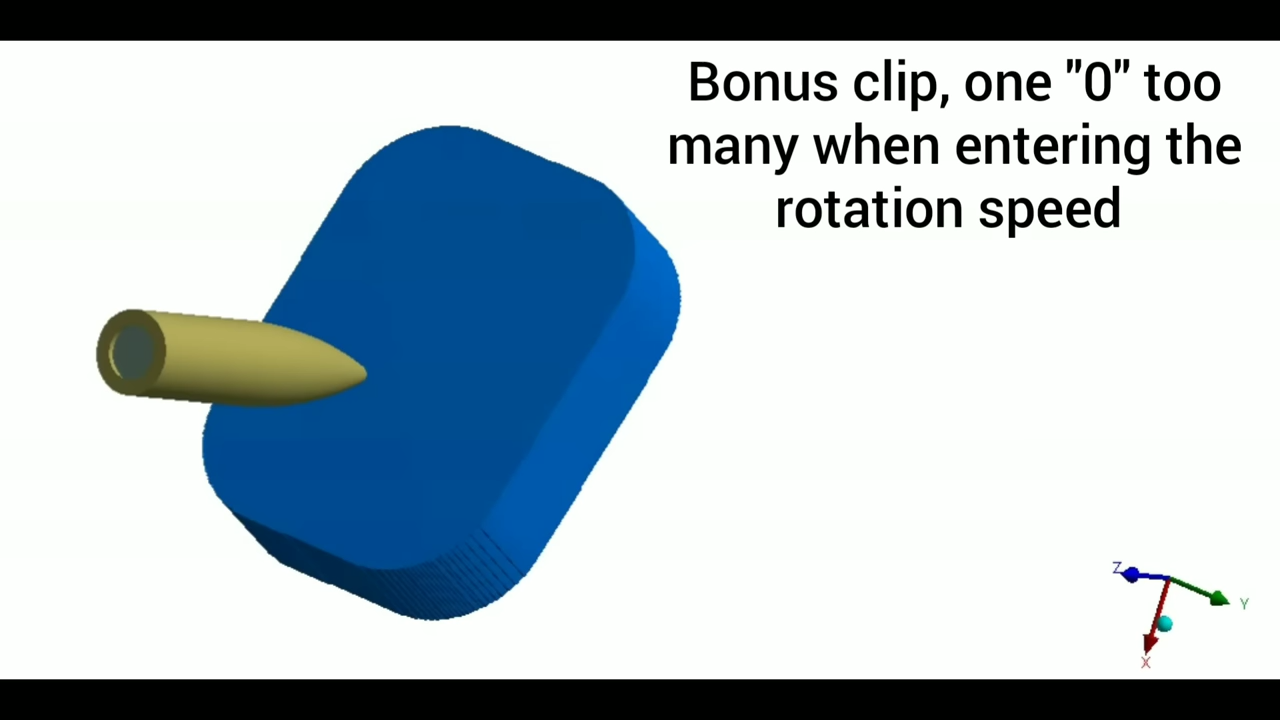 Bonus clip, one "0" too
many when entering the
rotation speed
Z
Y
X